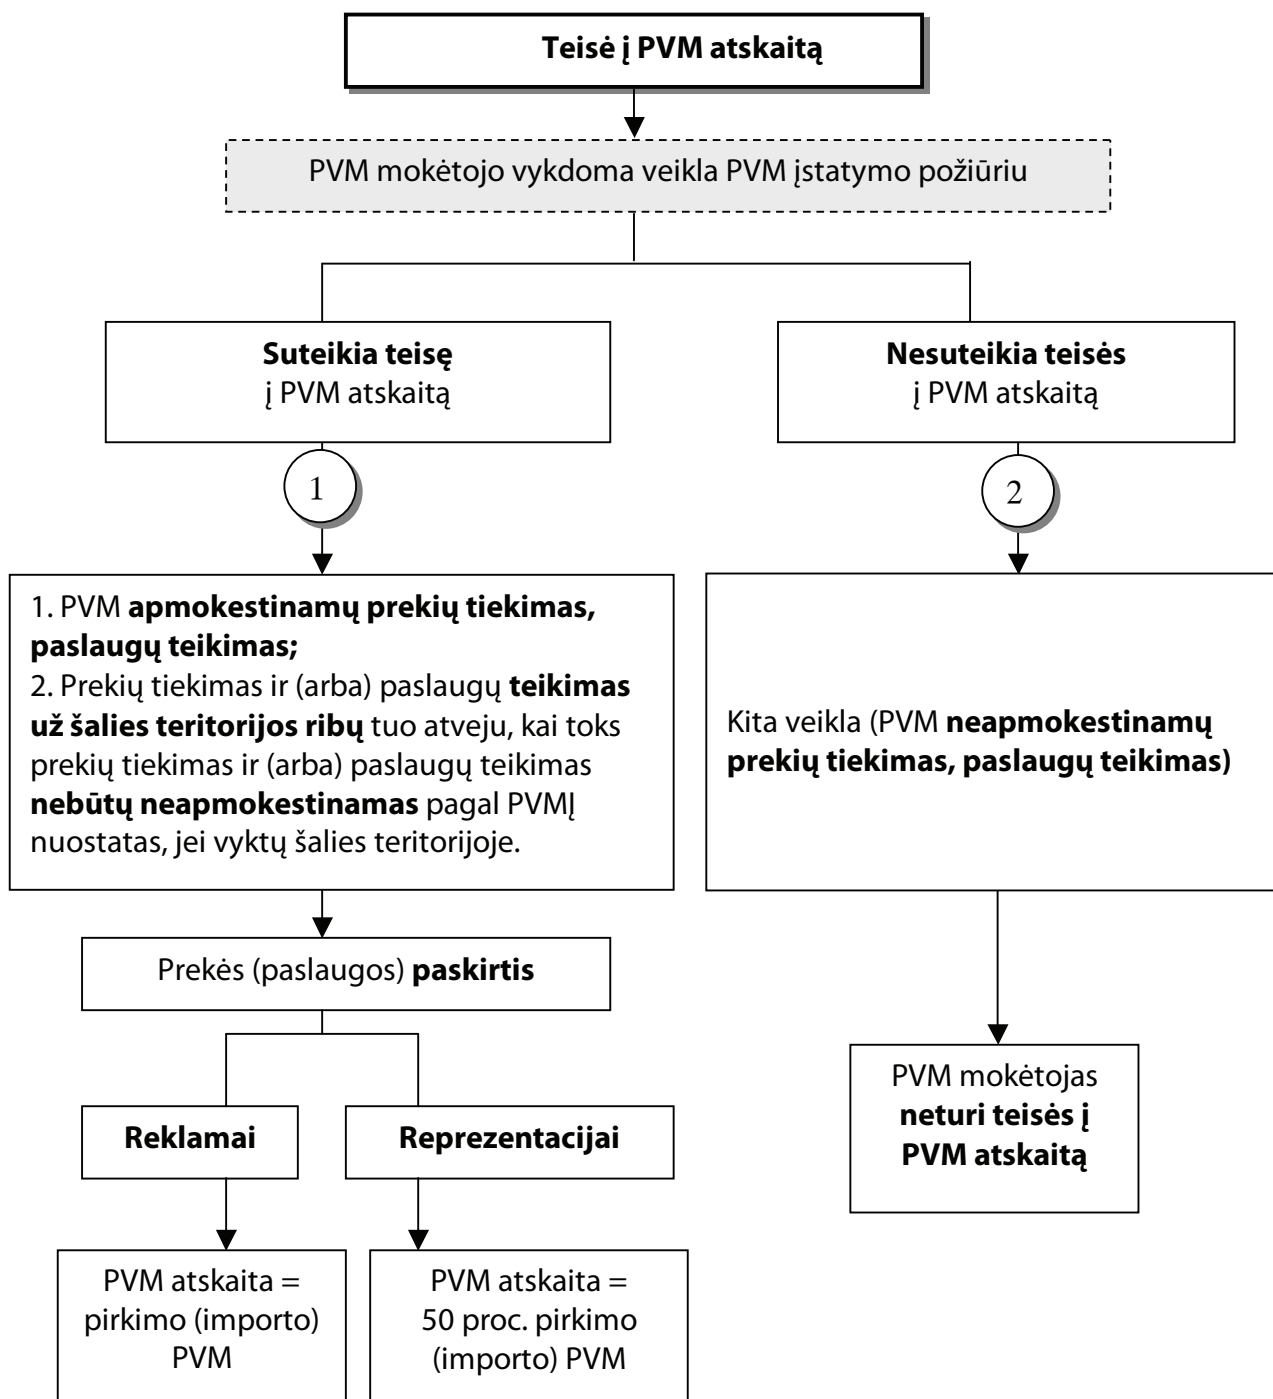 Teisė į PVM atskaitą
PVM mokėtojo vykdoma veikla PVM įstatymo požiūriu
Suteikia teisę
į PVM atskaitą
Nesuteikia teisės
į PVM atskaitą
1
2
1. PVM apmokestinamų prekių tiekimas,
paslaugų teikimas;
2. Prekių tiekimas ir (arba) paslaugų teikimas
už šalies teritorijos ribų tuo atveju, kai toks
prekių tiekimas ir (arba) paslaugų teikimas
nebūtų neapmokestinamas pagal PVMĮ
nuostatas, jei vyktų šalies teritorijoje.
Kita veikla (PVM neapmokestinamų
prekių tiekimas, paslaugų teikimas)
Prekės (paslaugos) paskirtis
Reklamai
Reprezentacijai
PVM mokėtojas
neturi teisės į
PVM atskaitą
PVM atskaita =
pirkimo (importo)
PVM
PVM atskaita =
50 proc. pirkimo
(importo) PVM